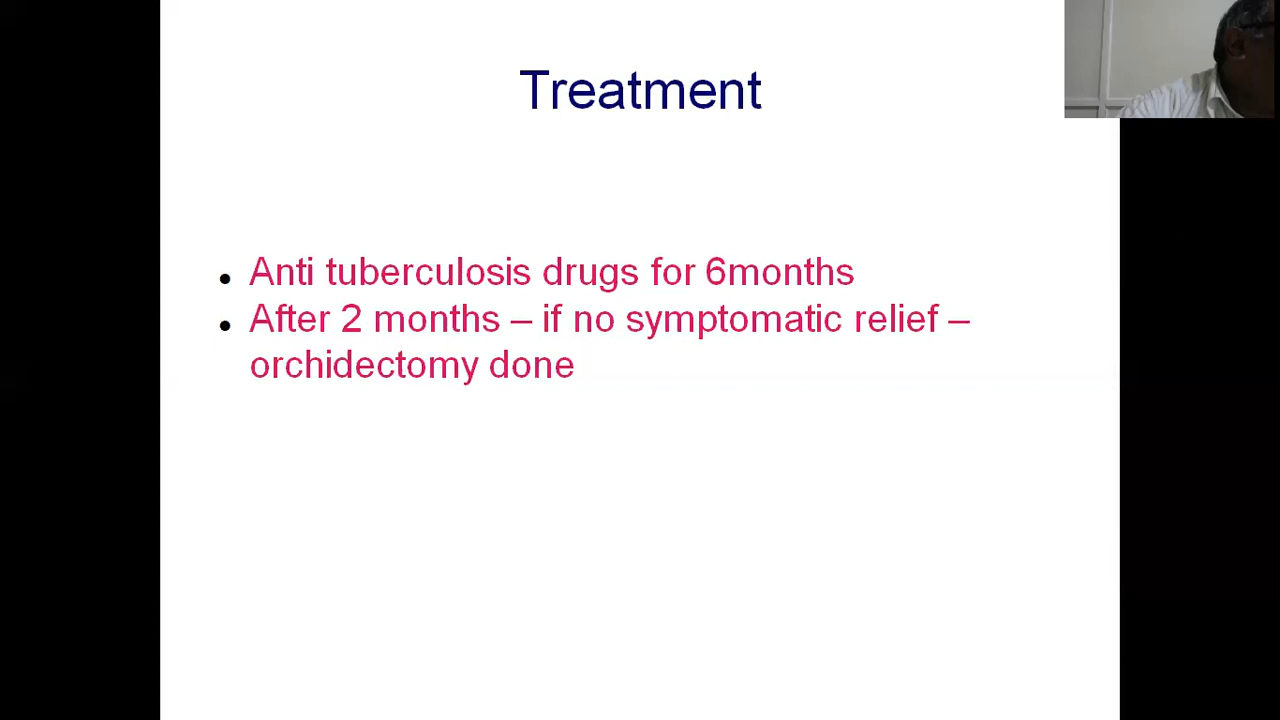 Treatment
Anti tuberculosis drugs for 6months
After 2 months – if no symptomatic relief –
orchidectomy done